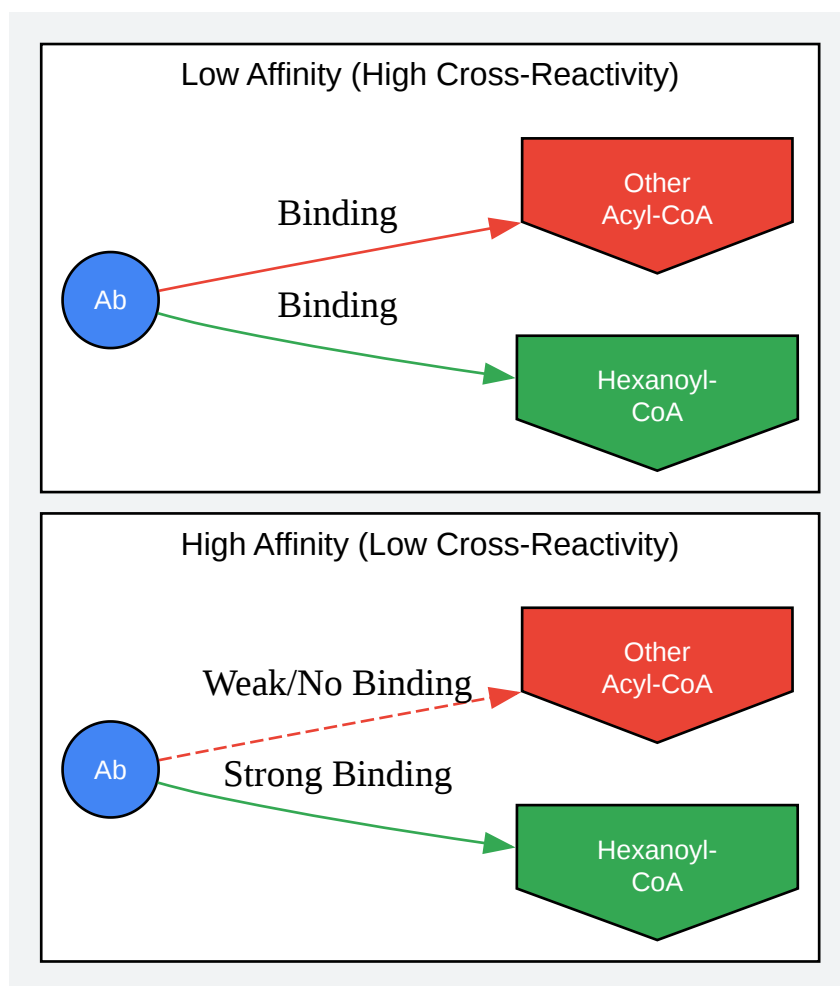 Low Affinity (High Cross-Reactivity)
Other
Acyl-CoA
Binding
Ab
Binding
Hexanoyl-
CoA
High Affinity (Low Cross-Reactivity)
Other
Acyl-CoA
Weak/No Binding
Ab
Strong Binding
Hexanoyl-
CoA